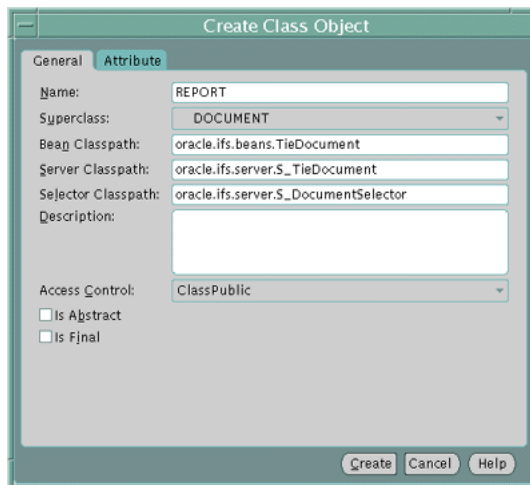 Create Class Object
General Attribute
Name: REPORT
Superclass: DOCUMENT
Bean Classpath: oracle.ifs.beans.TieDocument
Server Classpath: oracle.ifs.server.S_TieDocument
Selector Classpath: oracle.ifs.server.S_DocumentSelector
Description:
Access Control: ClassPublic
Is Abstract
Is Final
Create Cancel Help